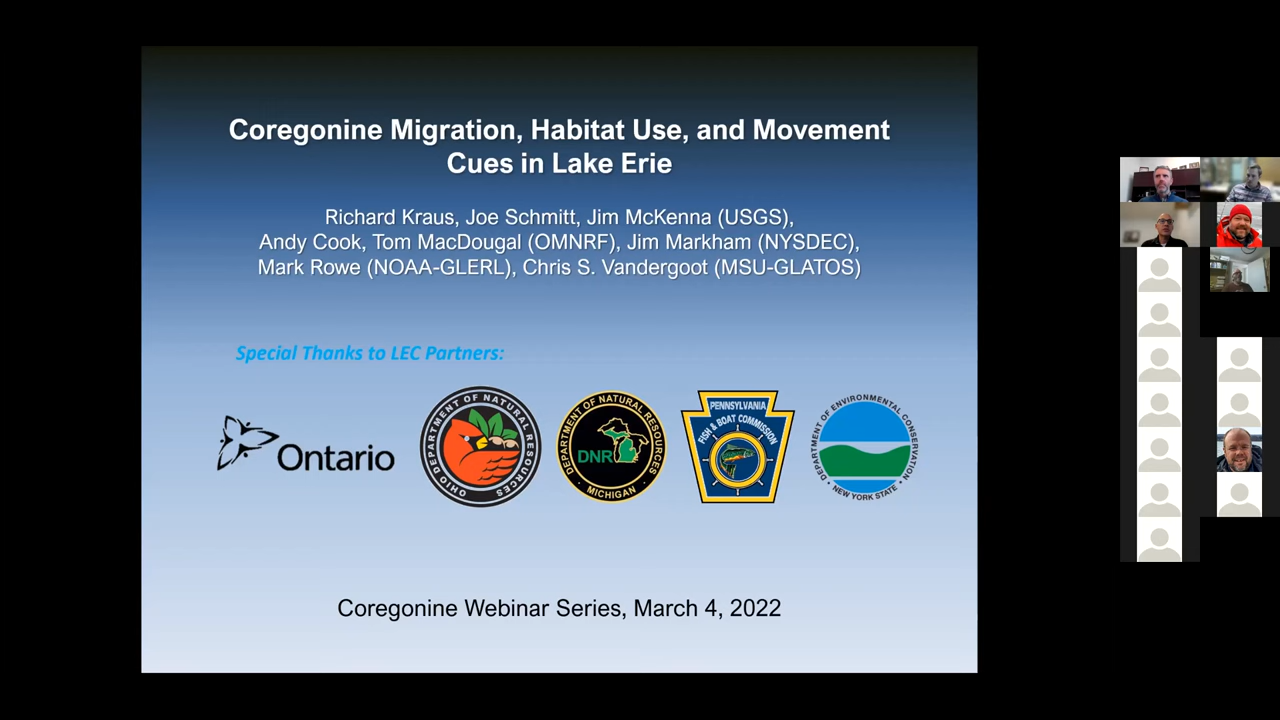 Coregonine Migration, Habitat Use, and Movement
Cues in Lake Erie
Richard Kraus, Joe Schmitt, Jim McKenna (USGS),
Andy Cook, Tom MacDougal (OMNRF), Jim Markham (NYSDEC),
Mark Rowe (NOAA-GLERL), Chris S. Vandergoot (MSU-GLATOS)
Special Thanks to LEC Partners:
Ontario
OHIO DEPARTMENT OF NATURAL RESOURCES
DEPARTMENT OF NATURAL RESOURCES
DNR
MICHIGAN
PENNSYLVANIA
FISH & BOAT COMMISSION
DEPARTMENT OF ENVIRONMENTAL CONSERVATION
NEW YORK STATE
Coregonine Webinar Series, March 4, 2022